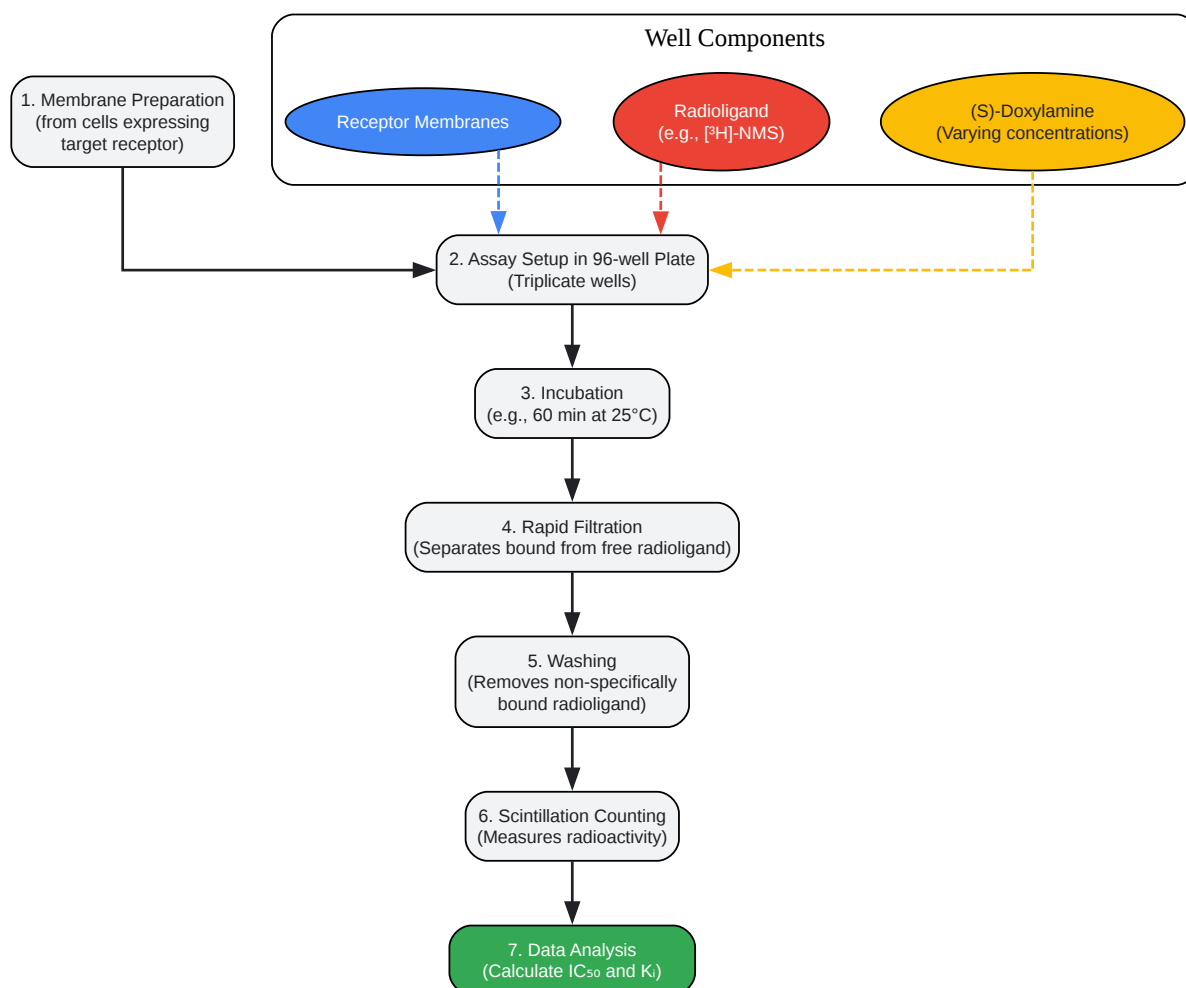 Well Components
1. Membrane Preparation
(from cells expressing
target receptor)
Receptor Membranes
Radioligand
(e.g., [³H]-NMS)
(S)-Doxylamine
(Varying concentrations)
2. Assay Setup in 96-well Plate
(Triplicate wells)
3. Incubation
(e.g., 60 min at 25°C)
4. Rapid Filtration
(Separates bound from free radioligand)
5. Washing
(Removes non-specifically
bound radioligand)
6. Scintillation Counting
(Measures radioactivity)
7. Data Analysis
(Calculate IC₅₀ and Kᵢ)